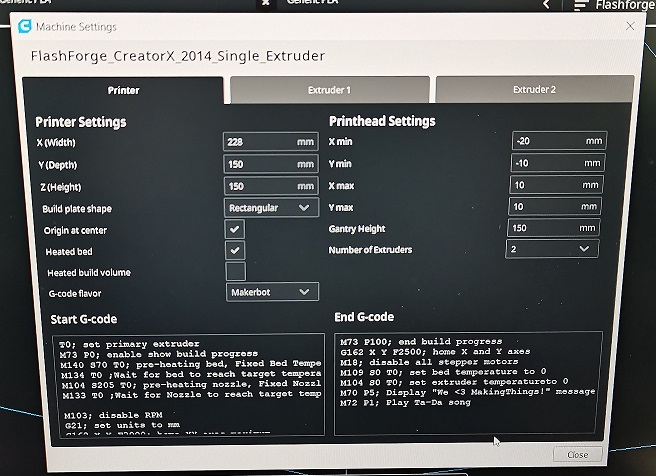 Generic PLA
Flashforge
Machine Settings
FlashForge_CreatorX_2014_Single_Extruder
Printer
Extruder 1
Extruder 2
Printer Settings
X (Width)
228 mm
Y (Depth)
150 mm
Z (Height)
150 mm
Build plate shape
Rectangular
Origin at center
Heated bed
Heated build volume
G-code flavor
Makerbot
Printhead Settings
X min
-20 mm
Y min
-10 mm
X max
10 mm
Y max
10 mm
Gantry Height
150 mm
Number of Extruders
2
Start G-code
T0; set primary extruder
M73 P0; enable show build progress
M140 S70 T0; pre-heating bed, Fixed Bed Tempe
M134 T0 ;Wait for bed to reach target tempera
M104 S205 T0; pre-heating nozzle, Fixed Nozzl
M133 T0 ;Wait for Nozzle to reach target temp
M103; disable RPM
G21; set units to mm
End G-code
M73 P100; end build progress
G162 X Y F2500; home X and Y axes
M18; disable all stepper motors
M109 S0 T0; set bed temperature to 0
M104 S0 T0; set extruder temperatureto 0
M70 P5; Display "We <3 MakingThings!" message
M72 P1; Play Ta-Da song
Close